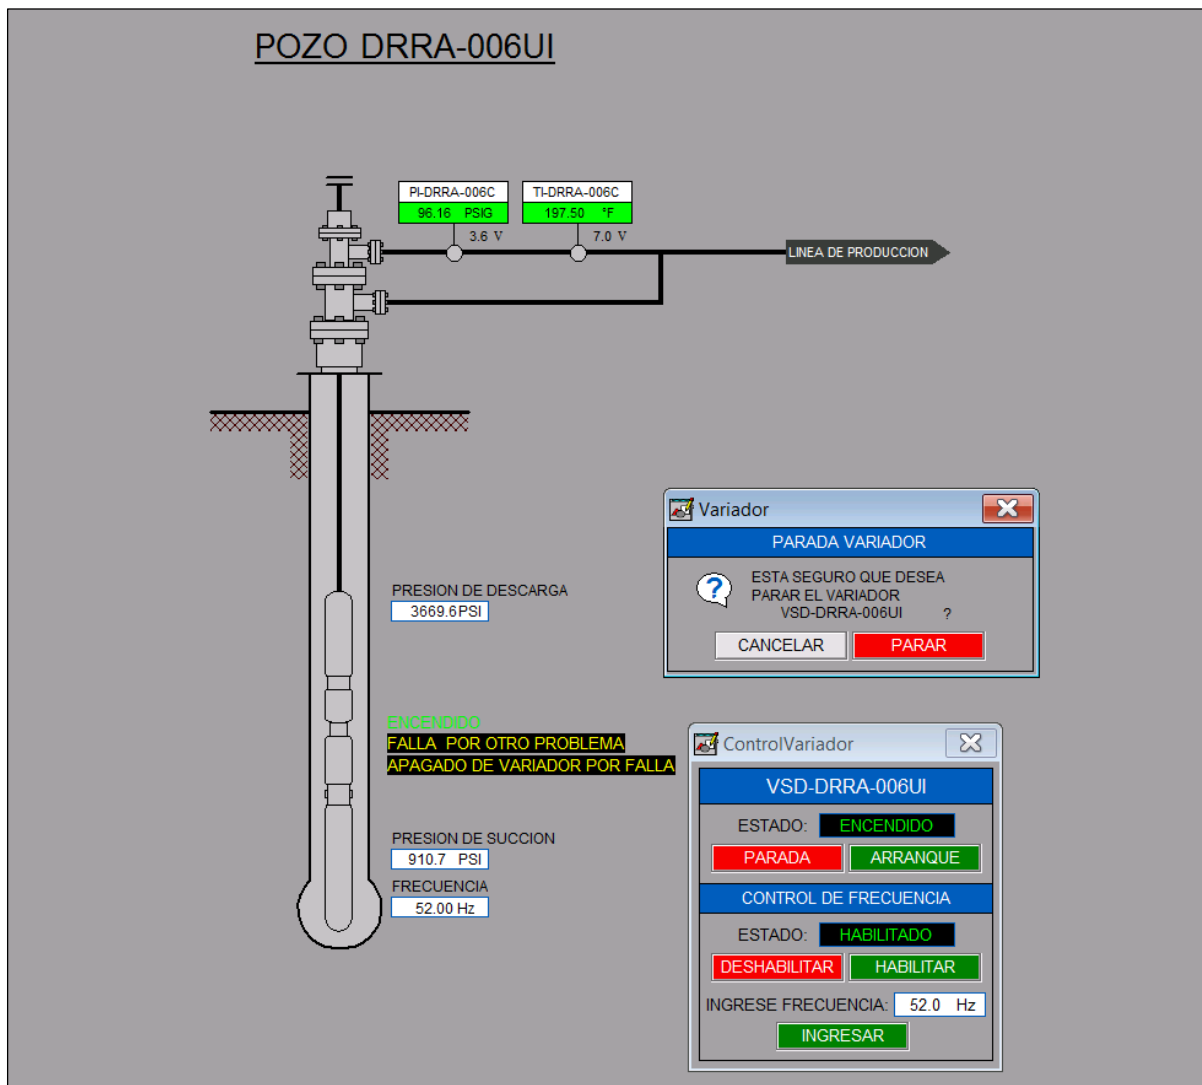 POZO DRRA-006UI
PI-DRRA-006C
96.16 PSIG
3.6 V
TI-DRRA-006C
197.50 °F
7.0 V
LINEA DE PRODUCCION
PRESION DE DESCARGA
3669.6 PSI
ENCENDIDO
FALLA POR OTRO PROBLEMA
APAGADO DE VARIADOR POR FALLA
PRESION DE SUCCION
910.7 PSI
FRECUENCIA
52.00 Hz
Variador
PARADA VARIADOR
ESTA SEGURO QUE DESEA
PARAR EL VARIADOR
VSD-DRRA-006UI ?
CANCELAR PARAR
ControlVariador
VSD-DRRA-006UI
ESTADO: ENCENDIDO
PARADA ARRANQUE
CONTROL DE FRECUENCIA
ESTADO: HABILITADO
DESHABILITAR HABILITAR
INGRESE FRECUENCIA: 52.0 Hz
INGRESAR